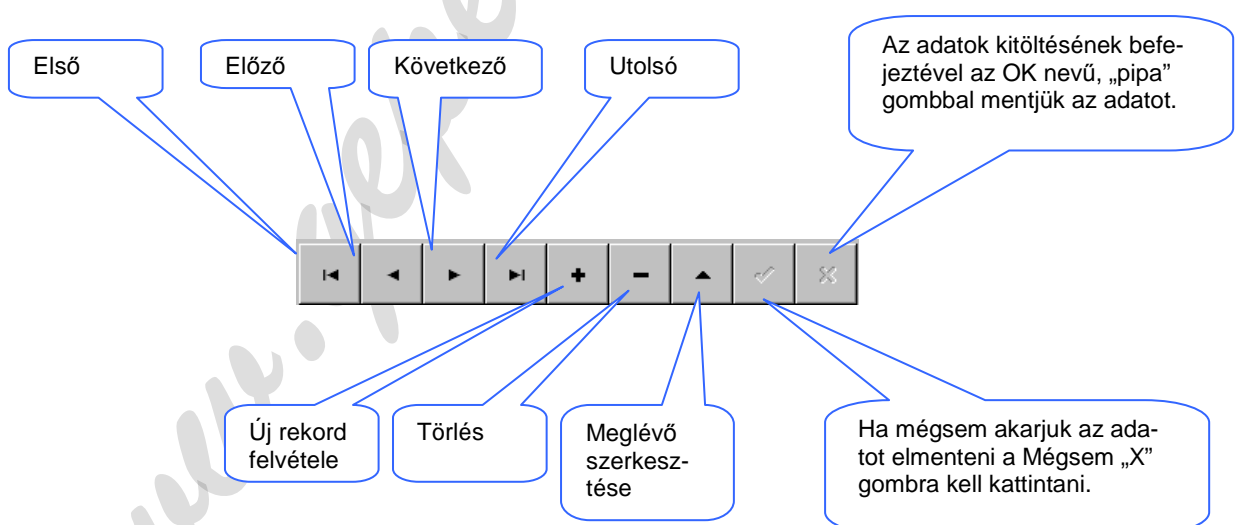 Első
Előző
Következő
Utolsó
Az adatok kitöltésének befe-
jeztével az OK nevű, „pipa”
gombbal mentjük az adatot.
Új rekord
felvétele
Törlés
Meglévő
szerkesz-
tése
Ha mégsem akarjuk az ada-
tot elmenteni a Mégsem „X”
gombra kell kattintani.